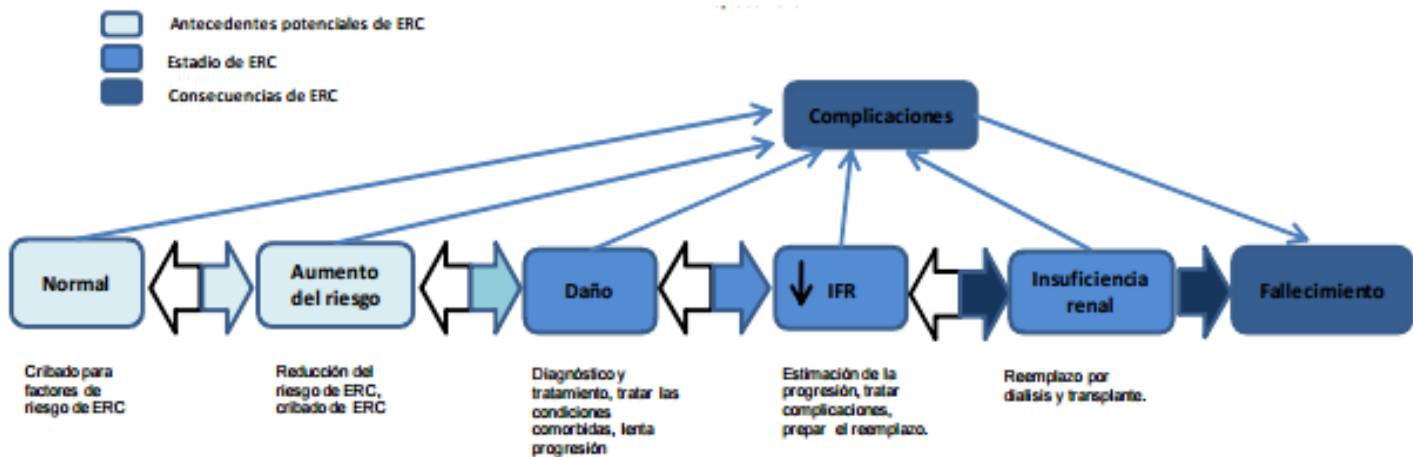 Antecedentes potenciales de ERC
Estadio de ERC
Consecuencias de ERC
Complicaciones
Normal
Aumento
del riesgo
Daño
IFR
Insuficiencia
renal
Fallecimiento
Cribado para
factores de
riesgo de ERC
Reducción del
riesgo de ERC,
cribado de ERC
Diagnóstico y
tratamiento, tratar las
condiciones
comorbidas, lenta
progresión
Estimación de la
progresión, tratar
complicaciones,
prepar el reemplazo.
Reemplazo por
dialisis y transplante.